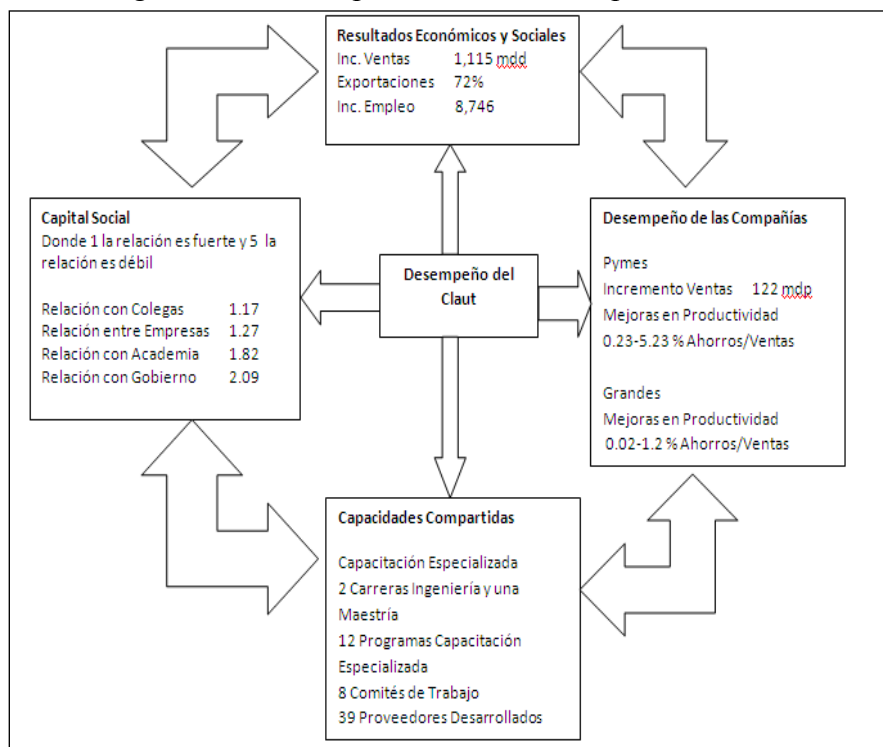 Resultados Económicos y Sociales
Inc. Ventas 1,115 mdd
Exportaciones 72%
Inc. Empleo 8,746
Capital Social
Donde 1 la relación es fuerte y 5 la
relación es débil
Relación con Colegas 1.17
Relación entre Empresas 1.27
Relación con Academia 1.82
Relación con Gobierno 2.09
Desempeño del
Claut
Desempeño de las Compañías
Pymes
Incremento Ventas 122 mdp
Mejoras en Productividad
0.23-5.23 % Ahorros/Ventas
Grandes
Mejoras en Productividad
0.02-1.2 % Ahorros/Ventas
Capacidades Compartidas
Capacitación Especializada
2 Carreras Ingeniería y una
Maestría
12 Programas Capacitación
Especializada
8 Comités de Trabajo
39 Proveedores Desarrollados